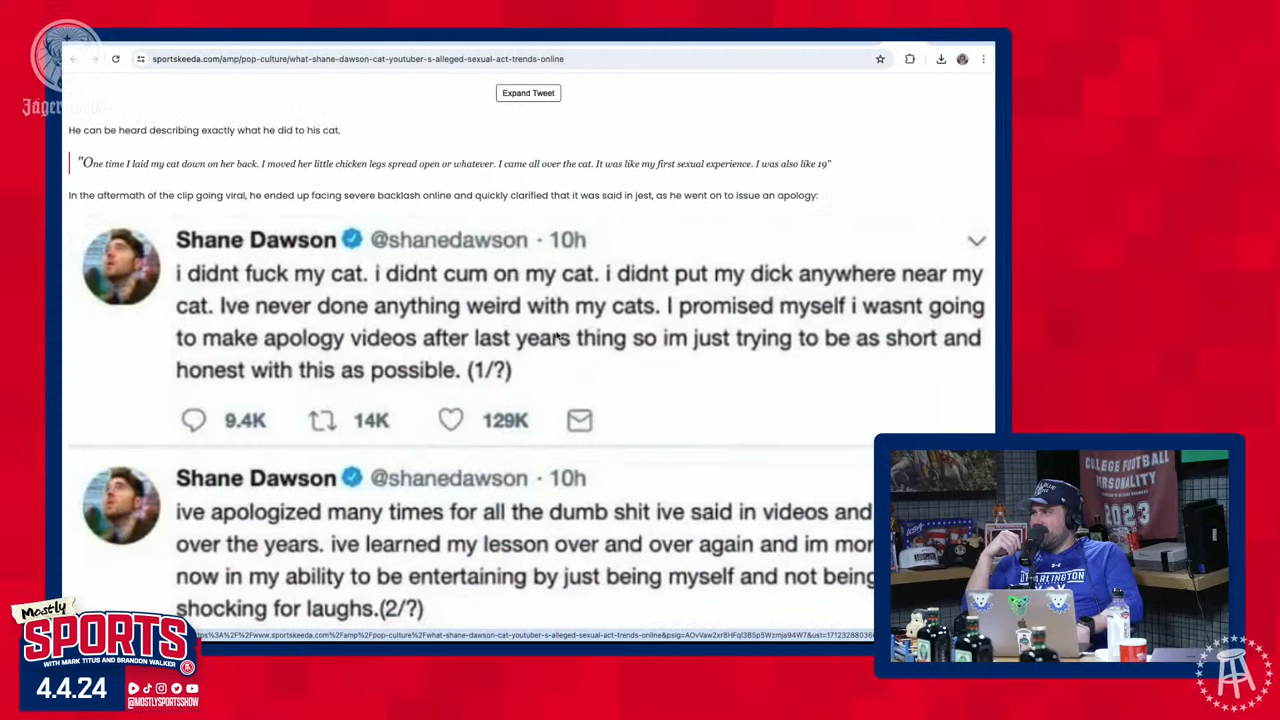 Jägermeister
sportskeeda.com/amp/pop-culture/what-shane-dawson-cat-youtuber-s-alleged-sexual-act-trends-online
Expand Tweet
He can be heard describing exactly what he did to his cat.
"One time I laid my cat down on her back. I moved her little chicken legs spread open or whatever. I came all over the cat. It was like my first sexual experience. I was also like 19"
In the aftermath of the clip going viral, he ended up facing severe backlash online and quickly clarified that it was said in jest, as he went on to issue an apology:
Shane Dawson @shanedawson · 10h
i didnt fuck my cat. i didnt cum on my cat. i didnt put my dick anywhere near my
cat. Ive never done anything weird with my cats. I promised myself i wasnt going
to make apology videos after last years thing so im just trying to be as short and
honest with this as possible. (1/?)
9.4K 14K 129K
Shane Dawson @shanedawson · 10h
ive apologized many times for all the dumb shit ive said in videos and
over the years. ive learned my lesson over and over again and im mor
now in my ability to be entertaining by just being myself and not being
shocking for laughs.(2/?)
COLLEGE FOOTBALL
PERSONALITY
2023
USA
Mostly
SPORTS
WITH MARK TITUS AND BRANDON WALKER
4.4.24
@MOSTLYSPORTSSHOW